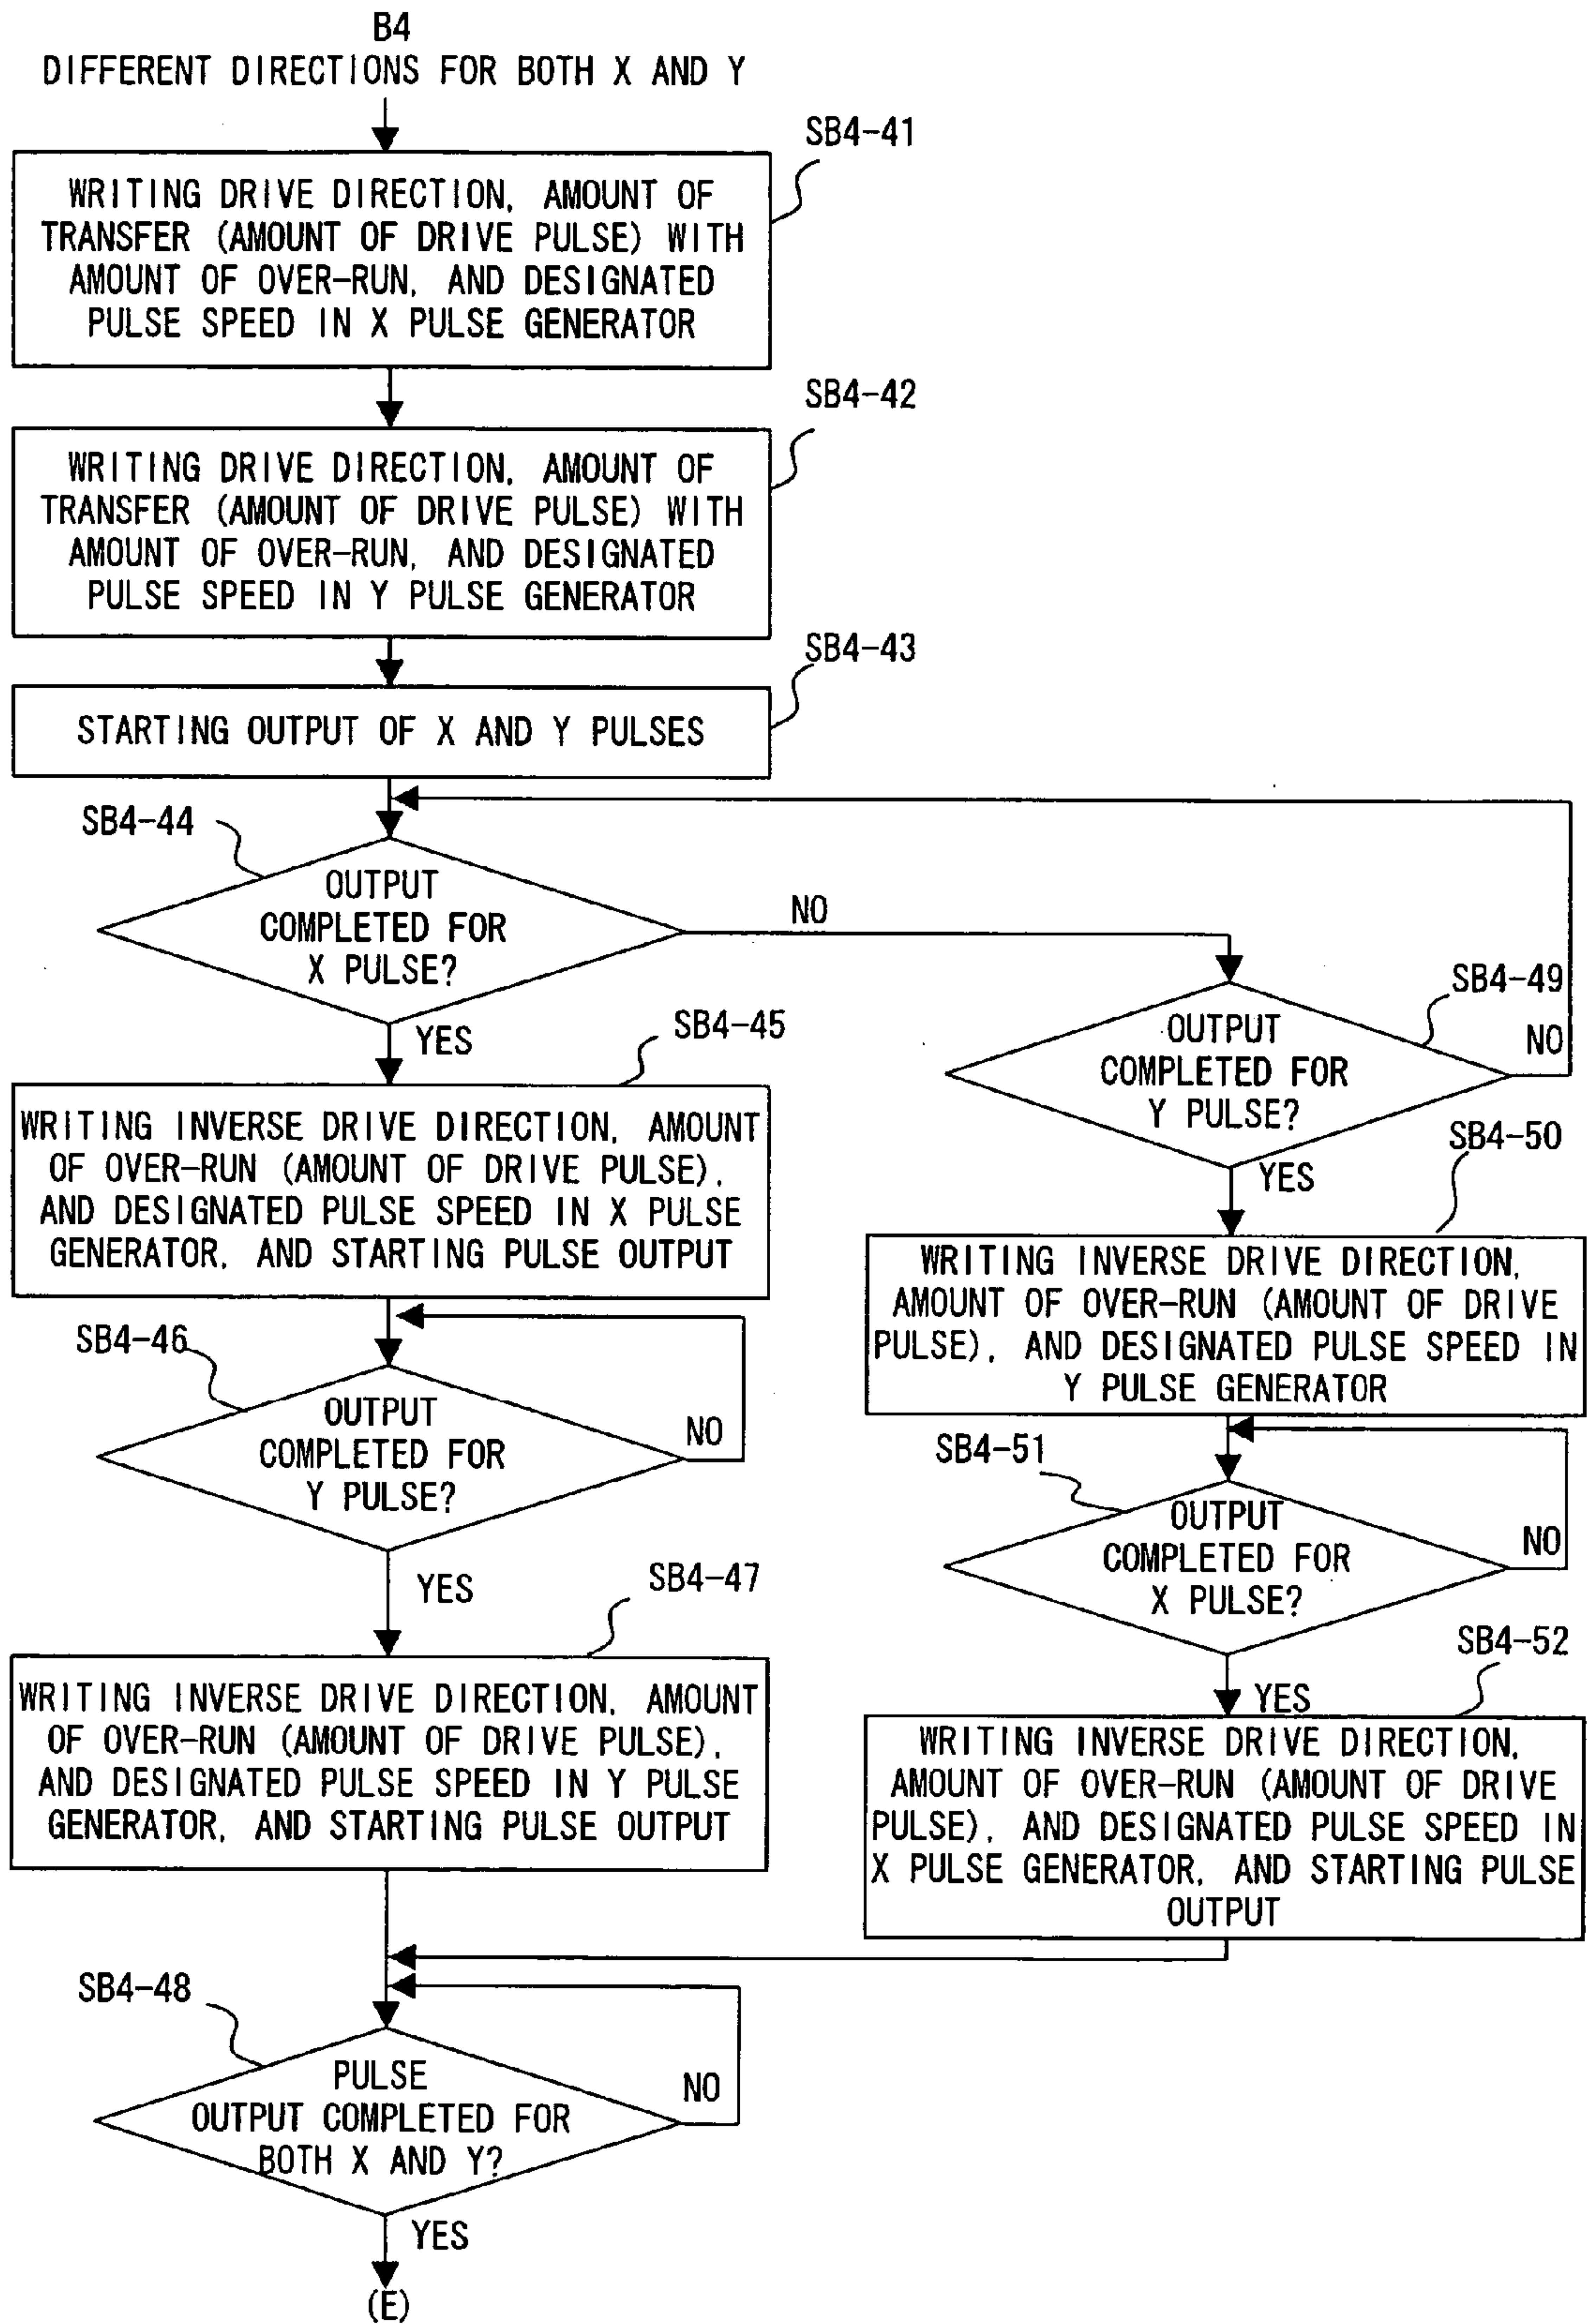 B4
DIFFERENT DIRECTIONS FOR BOTH X AND Y
SB4-41
WRITING DRIVE DIRECTION, AMOUNT OF
TRANSFER (AMOUNT OF DRIVE PULSE) WITH
AMOUNT OF OVER-RUN, AND DESIGNATED
PULSE SPEED IN X PULSE GENERATOR
SB4-42
WRITING DRIVE DIRECTION, AMOUNT OF
TRANSFER (AMOUNT OF DRIVE PULSE) WITH
AMOUNT OF OVER-RUN, AND DESIGNATED
PULSE SPEED IN Y PULSE GENERATOR
SB4-43
STARTING OUTPUT OF X AND Y PULSES
SB4-44
OUTPUT
COMPLETED FOR
X PULSE?
NO
YES
SB4-45
WRITING INVERSE DRIVE DIRECTION, AMOUNT
OF OVER-RUN (AMOUNT OF DRIVE PULSE),
AND DESIGNATED PULSE SPEED IN X PULSE
GENERATOR, AND STARTING PULSE OUTPUT
SB4-46
OUTPUT
COMPLETED FOR
Y PULSE?
NO
YES
SB4-47
WRITING INVERSE DRIVE DIRECTION, AMOUNT
OF OVER-RUN (AMOUNT OF DRIVE PULSE),
AND DESIGNATED PULSE SPEED IN Y PULSE
GENERATOR, AND STARTING PULSE OUTPUT
SB4-49
OUTPUT
COMPLETED FOR
Y PULSE?
NO
YES
SB4-50
WRITING INVERSE DRIVE DIRECTION,
AMOUNT OF OVER-RUN (AMOUNT OF DRIVE
PULSE), AND DESIGNATED PULSE SPEED IN
Y PULSE GENERATOR
SB4-51
OUTPUT
COMPLETED FOR
X PULSE?
NO
YES
SB4-52
WRITING INVERSE DRIVE DIRECTION,
AMOUNT OF OVER-RUN (AMOUNT OF DRIVE
PULSE), AND DESIGNATED PULSE SPEED IN
X PULSE GENERATOR, AND STARTING PULSE
OUTPUT
SB4-48
PULSE
OUTPUT COMPLETED FOR
BOTH X AND Y?
NO
YES
(E)